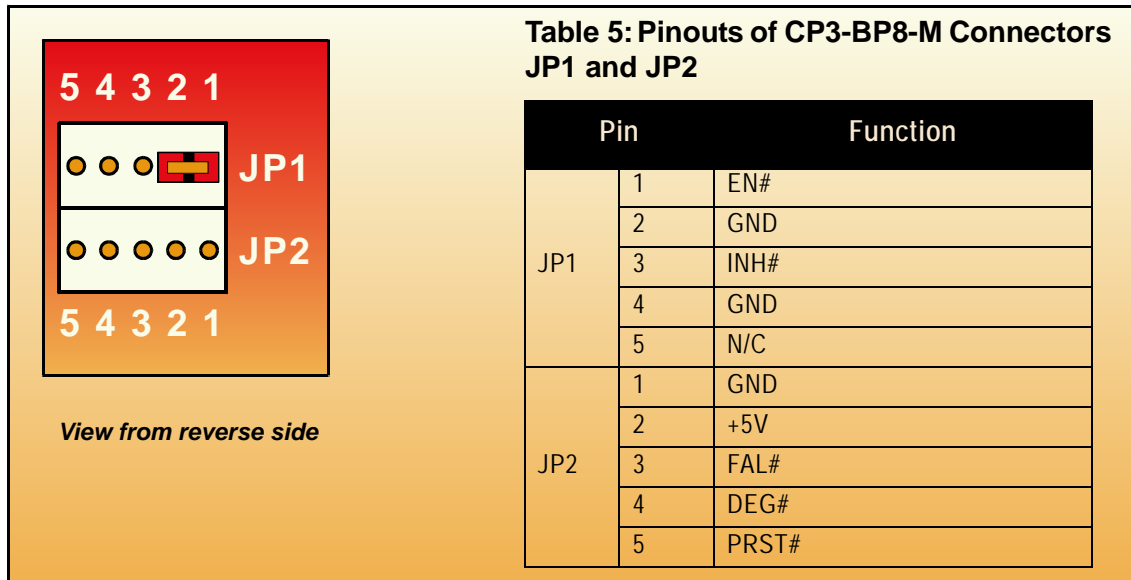 5 4 3 2 1
JP1
JP2
5 4 3 2 1
View from reverse side
Table 5: Pinouts of CP3-BP8-M Connectors
JP1 and JP2
Pin Function
JP1
1 EN#
2 GND
3 INH#
4 GND
5 N/C
JP2
1 GND
2 +5V
3 FAL#
4 DEG#
5 PRST#